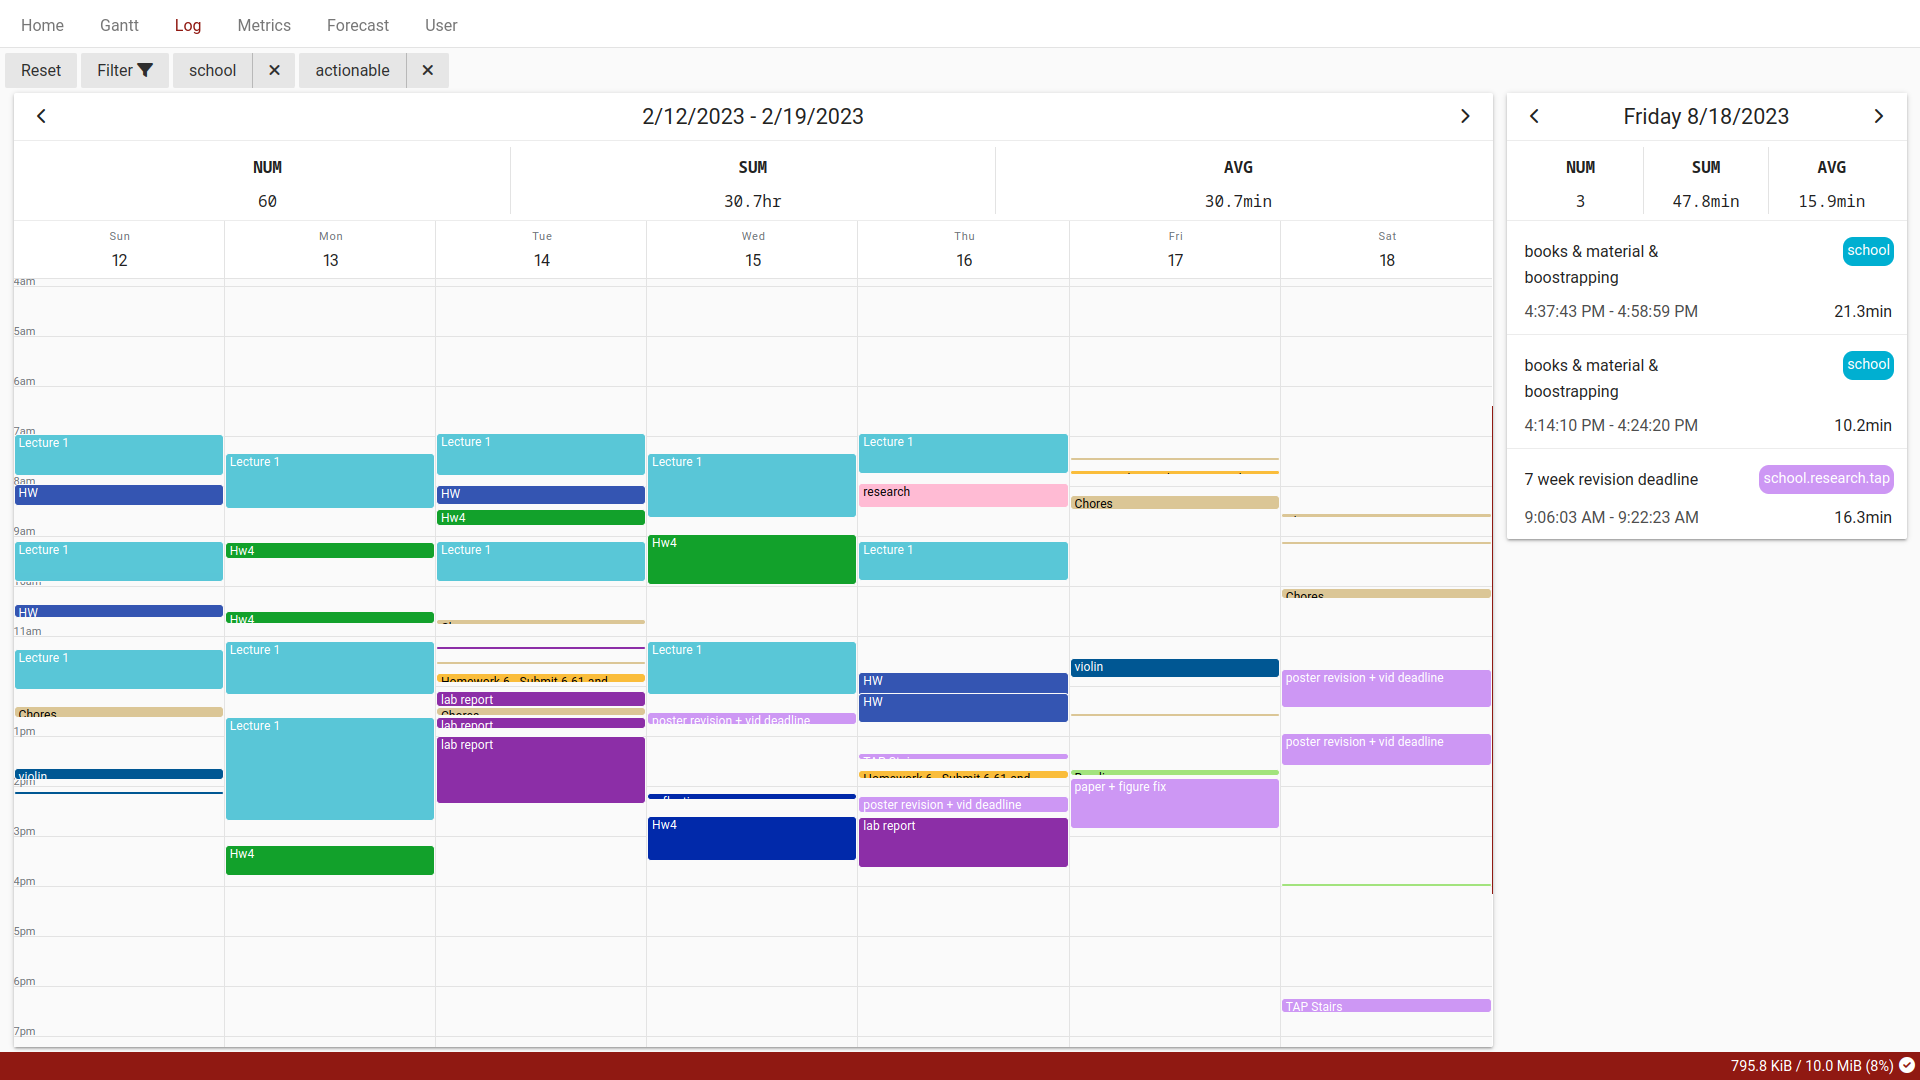 Home Gantt Log Metrics Forecast User
Reset Filter school actionable
2/12/2023 - 2/19/2023
NUM SUM AVG
60 30.7hr 30.7min
Sun Mon Tue Wed Thu Fri Sat
12 13 14 15 16 17 18
4am
5am
6am
7am
8am
9am
11am
1pm
2pm
3pm
4pm
5pm
6pm
7pm
Lecture 1
HW
Lecture 1
HW
Lecture 1
Chores
violin
Lecture 1
Hw4
Hw4
Lecture 1
Lecture 1
Hw4
Lecture 1
HW
Hw4
Lecture 1
Homework 6 - Submit 6.61 and
lab report
Chores
lab report
lab report
Lecture 1
Hw4
Lecture 1
poster revision + vid deadline
Hw4
Lecture 1
research
Lecture 1
HW
HW
TAP Stairs
Homework 6 - Submit 6.61 and
poster revision + vid deadline
lab report
Chores
violin
paper + figure fix
Chores
poster revision + vid deadline
poster revision + vid deadline
TAP Stairs
Friday 8/18/2023
NUM SUM AVG
3 47.8min 15.9min
books & material & school
boostrapping
4:37:43 PM - 4:58:59 PM 21.3min
books & material & school
boostrapping
4:14:10 PM - 4:24:20 PM 10.2min
7 week revision deadline school.research.tap
9:06:03 AM - 9:22:23 AM 16.3min
795.8 KiB / 10.0 MiB (8%)